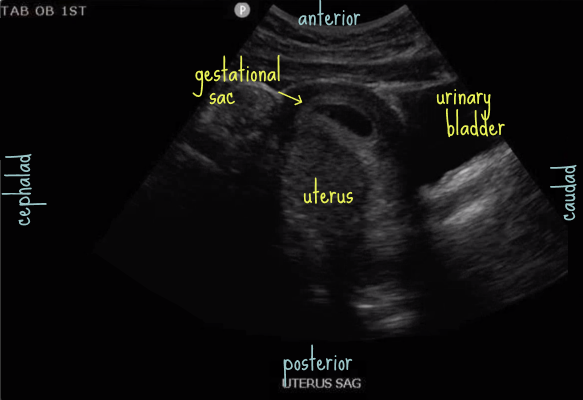 TAB OB 1ST
P
anterior
gestational
sac
urinary
bladder
cephalad
caudad
uterus
posterior
UTERUS SAG